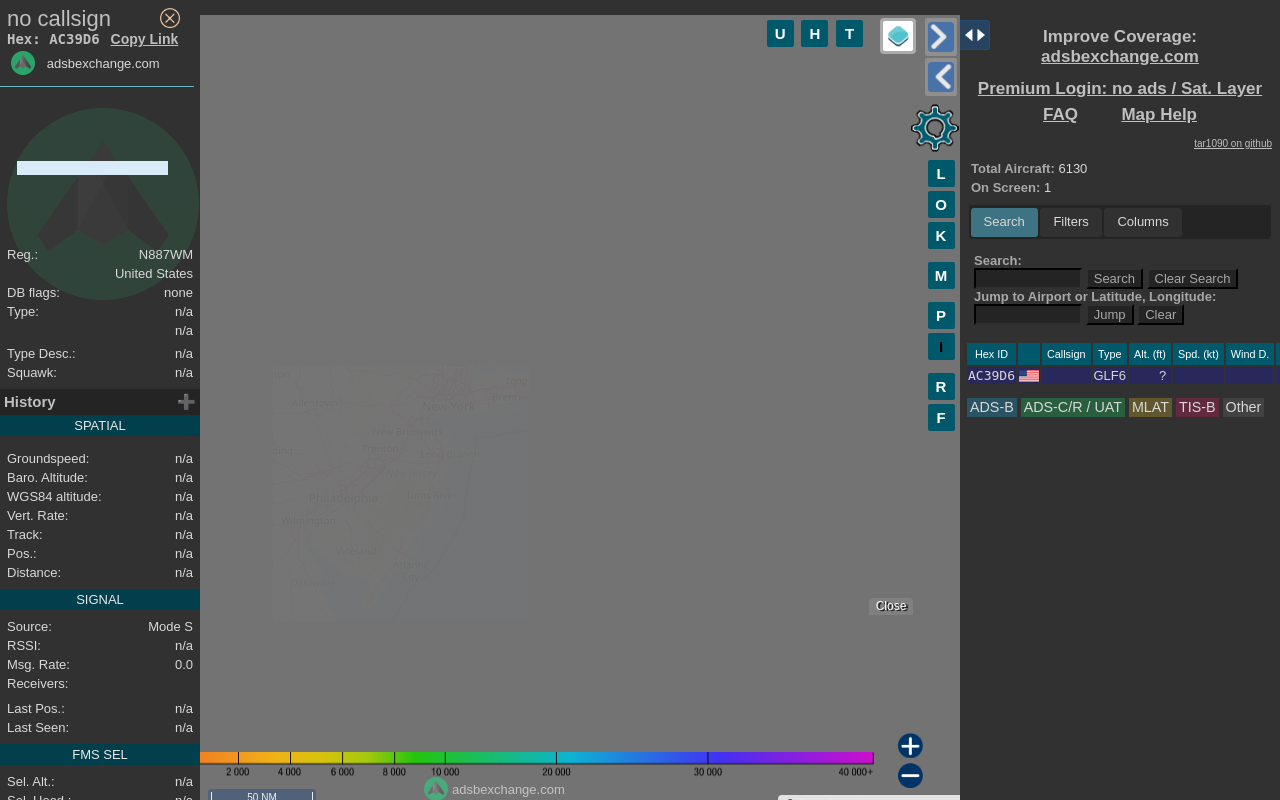 no callsign
Hex: AC39D6 Copy Link
adsbexchange.com
Reg.: N887WM
United States
DB flags: none
Type: n/a
n/a
Type Desc.: n/a
Squawk: n/a
History
SPATIAL
Groundspeed: n/a
Baro. Altitude: n/a
WGS84 altitude: n/a
Vert. Rate: n/a
Track: n/a
Pos.: n/a
Distance: n/a
SIGNAL
Source: Mode S
RSSI: n/a
Msg. Rate: 0.0
Receivers:
Last Pos.: n/a
Last Seen: n/a
FMS SEL
Sel. Alt.: n/a
Sel. Head.: n/a
U H T
L
O
K
M
P
I
R
F
Philadelphia
Close
2 000 4 000 6 000 8 000 10 000 20 000 30 000 40 000+
adsbexchange.com
50 NM
Improve Coverage:
adsbexchange.com
Premium Login: no ads / Sat. Layer
FAQ Map Help
tar1090 on github
Total Aircraft: 6130
On Screen: 1
Search Filters Columns
Search:
Search Clear Search
Jump to Airport or Latitude, Longitude:
Jump Clear
Hex ID Callsign Type Alt. (ft) Spd. (kt) Wind D.
AC39D6 GLF6 ?
ADS-B ADS-C/R / UAT MLAT TIS-B Other